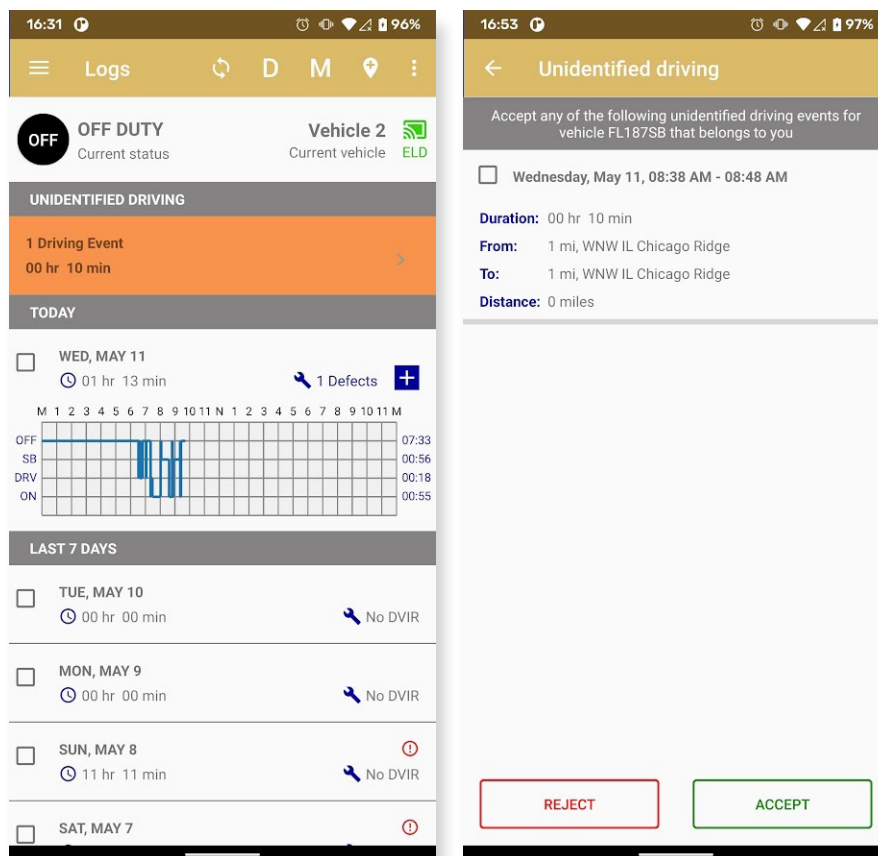 16:31
96%
Logs
D
M
OFF
OFF DUTY
Current status
Vehicle 2
Current vehicle
ELD
UNIDENTIFIED DRIVING
1 Driving Event
00 hr 10 min
TODAY
WED, MAY 11
01 hr 13 min
1 Defects
M 1 2 3 4 5 6 7 8 9 10 11 N 1 2 3 4 5 6 7 8 9 10 11 M
OFF 07:33
SB 00:56
DRV 00:18
ON 00:55
LAST 7 DAYS
TUE, MAY 10
00 hr 00 min
No DVIR
MON, MAY 9
00 hr 00 min
No DVIR
SUN, MAY 8
11 hr 11 min
No DVIR
SAT, MAY 7
16:53
97%
Unidentified driving
Accept any of the following unidentified driving events for
vehicle FL187SB that belongs to you
Wednesday, May 11, 08:38 AM - 08:48 AM
Duration: 00 hr 10 min
From: 1 mi, WNW IL Chicago Ridge
To: 1 mi, WNW IL Chicago Ridge
Distance: 0 miles
REJECT
ACCEPT